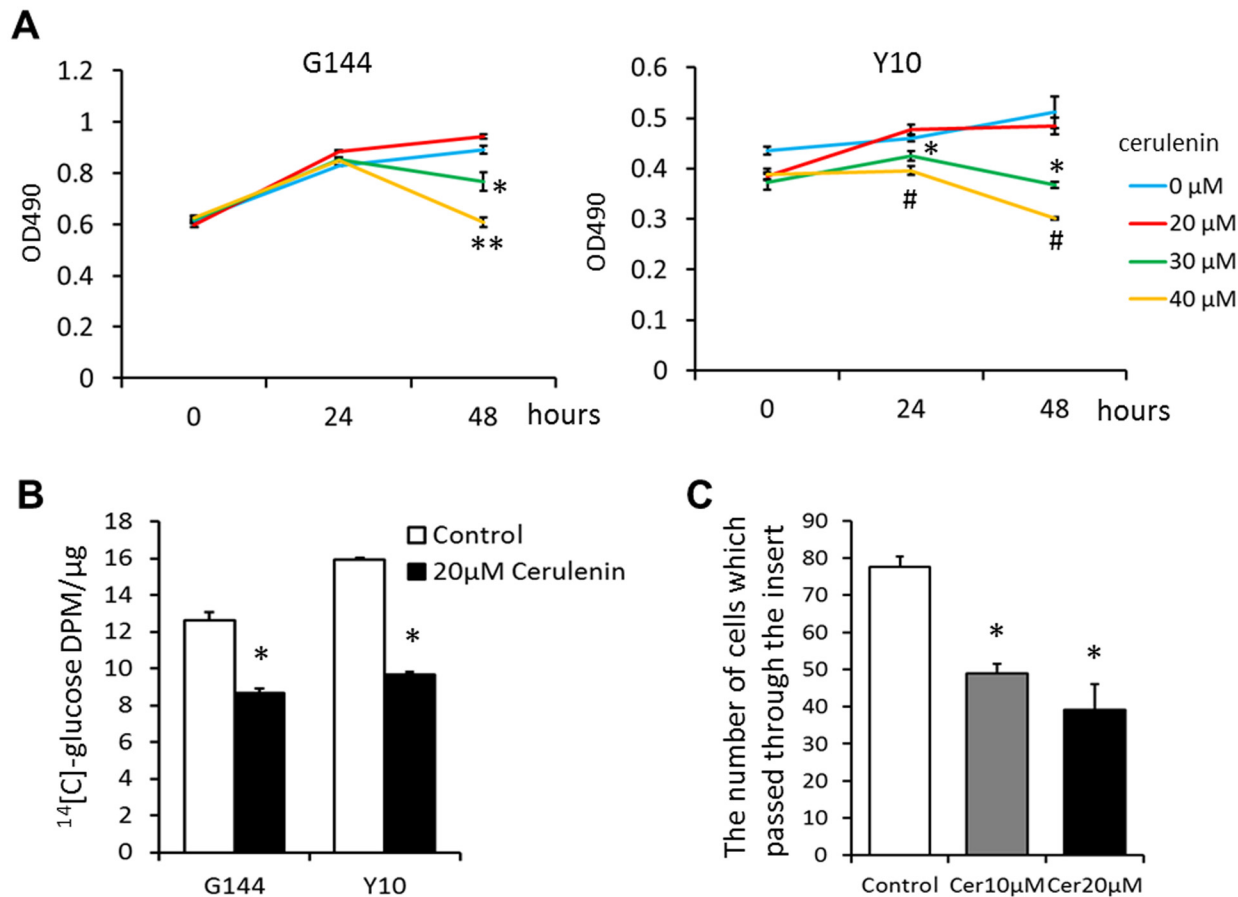 A
G144
1.2
1
0.8
0.6
0.4
0.2
0
OD490
0 24 48 hours
*
**
Y10
0.6
0.5
0.4
0.3
0.2
0.1
0
OD490
0 24 48 hours
*
*
#
#
cerulenin
0 μM
20 μM
30 μM
40 μM
B
18
16
14
12
10
8
6
4
2
0
¹⁴[C]-glucose DPM/μg
Control
20μM Cerulenin
*
*
G144 Y10
C
The number of cells which
passed through the insert
90
80
70
60
50
40
30
20
10
0
*
*
Control Cer10μM Cer20μM